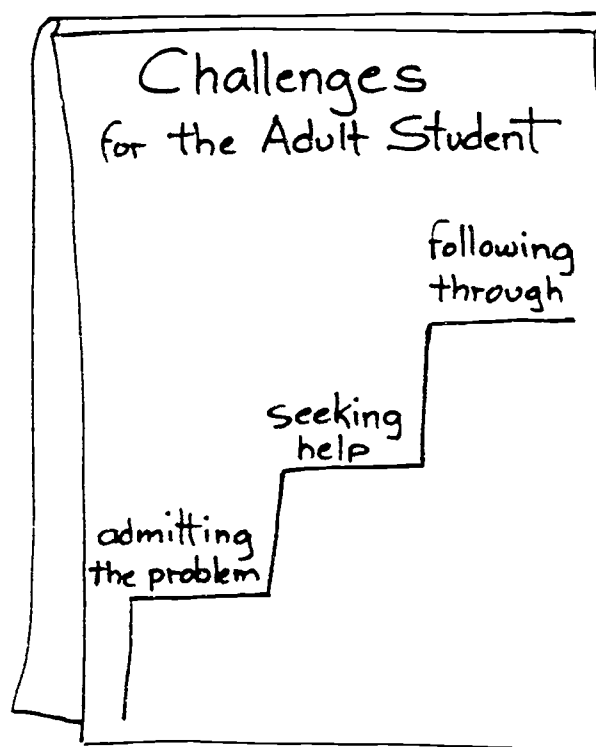 Challenges
for the Adult Student
following
through
seeking
help
admitting
the problem